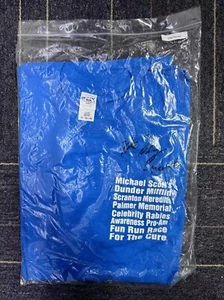 Michael Scott's
Dunder Mifflin
Scranton Meredith
Palmer Memorial
Celebrity Rabies
Awareness Pro-Am
Fun Run Race
For The Cure